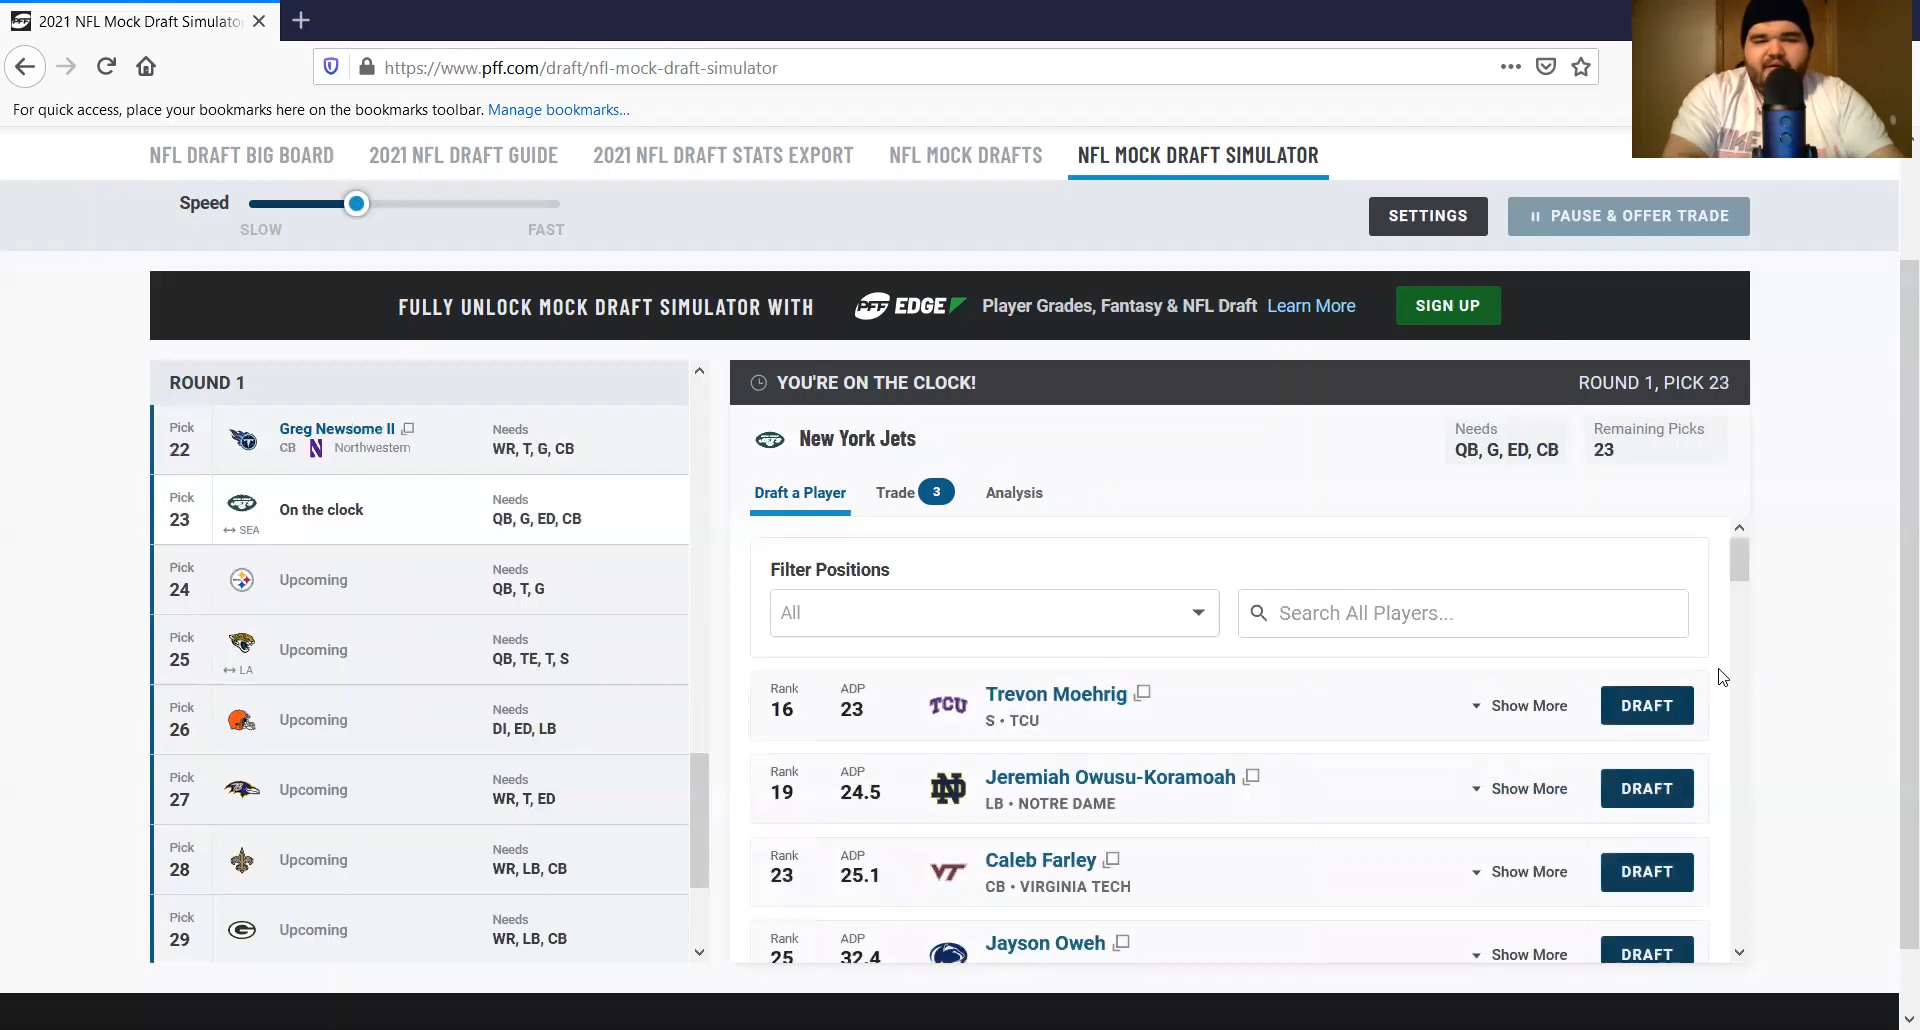 2021 NFL Mock Draft Simulato
https://www.pff.com/draft/nfl-mock-draft-simulator
For quick access, place your bookmarks here on the bookmarks toolbar. Manage bookmarks...
NFL DRAFT BIG BOARD 2021 NFL DRAFT GUIDE 2021 NFL DRAFT STATS EXPORT NFL MOCK DRAFTS NFL MOCK DRAFT SIMULATOR
Speed
SLOW FAST
SETTINGS PAUSE & OFFER TRADE
FULLY UNLOCK MOCK DRAFT SIMULATOR WITH PFF EDGE Player Grades, Fantasy & NFL Draft Learn More SIGN UP
ROUND 1
Pick 22 Greg Newsome II Needs
CB N Northwestern WR, T, G, CB
Pick 23 On the clock Needs
↔ SEA QB, G, ED, CB
Pick 24 Upcoming Needs
QB, T, G
Pick 25 Upcoming Needs
↔ LA QB, TE, T, S
Pick 26 Upcoming Needs
DI, ED, LB
Pick 27 Upcoming Needs
WR, T, ED
Pick 28 Upcoming Needs
WR, LB, CB
Pick 29 Upcoming Needs
WR, LB, CB
YOU'RE ON THE CLOCK! ROUND 1, PICK 23
New York Jets
Needs
QB, G, ED, CB
Remaining Picks
23
Draft a Player Trade 3 Analysis
Filter Positions
All Search All Players...
Rank 16 ADP 23 TCU Trevon Moehrig Show More DRAFT
S • TCU
Rank 19 ADP 24.5 ND Jeremiah Owusu-Koramoah Show More DRAFT
LB • NOTRE DAME
Rank 23 ADP 25.1 VT Caleb Farley Show More DRAFT
CB • VIRGINIA TECH
Rank 25 ADP 32.4 Jayson Oweh Show More DRAFT